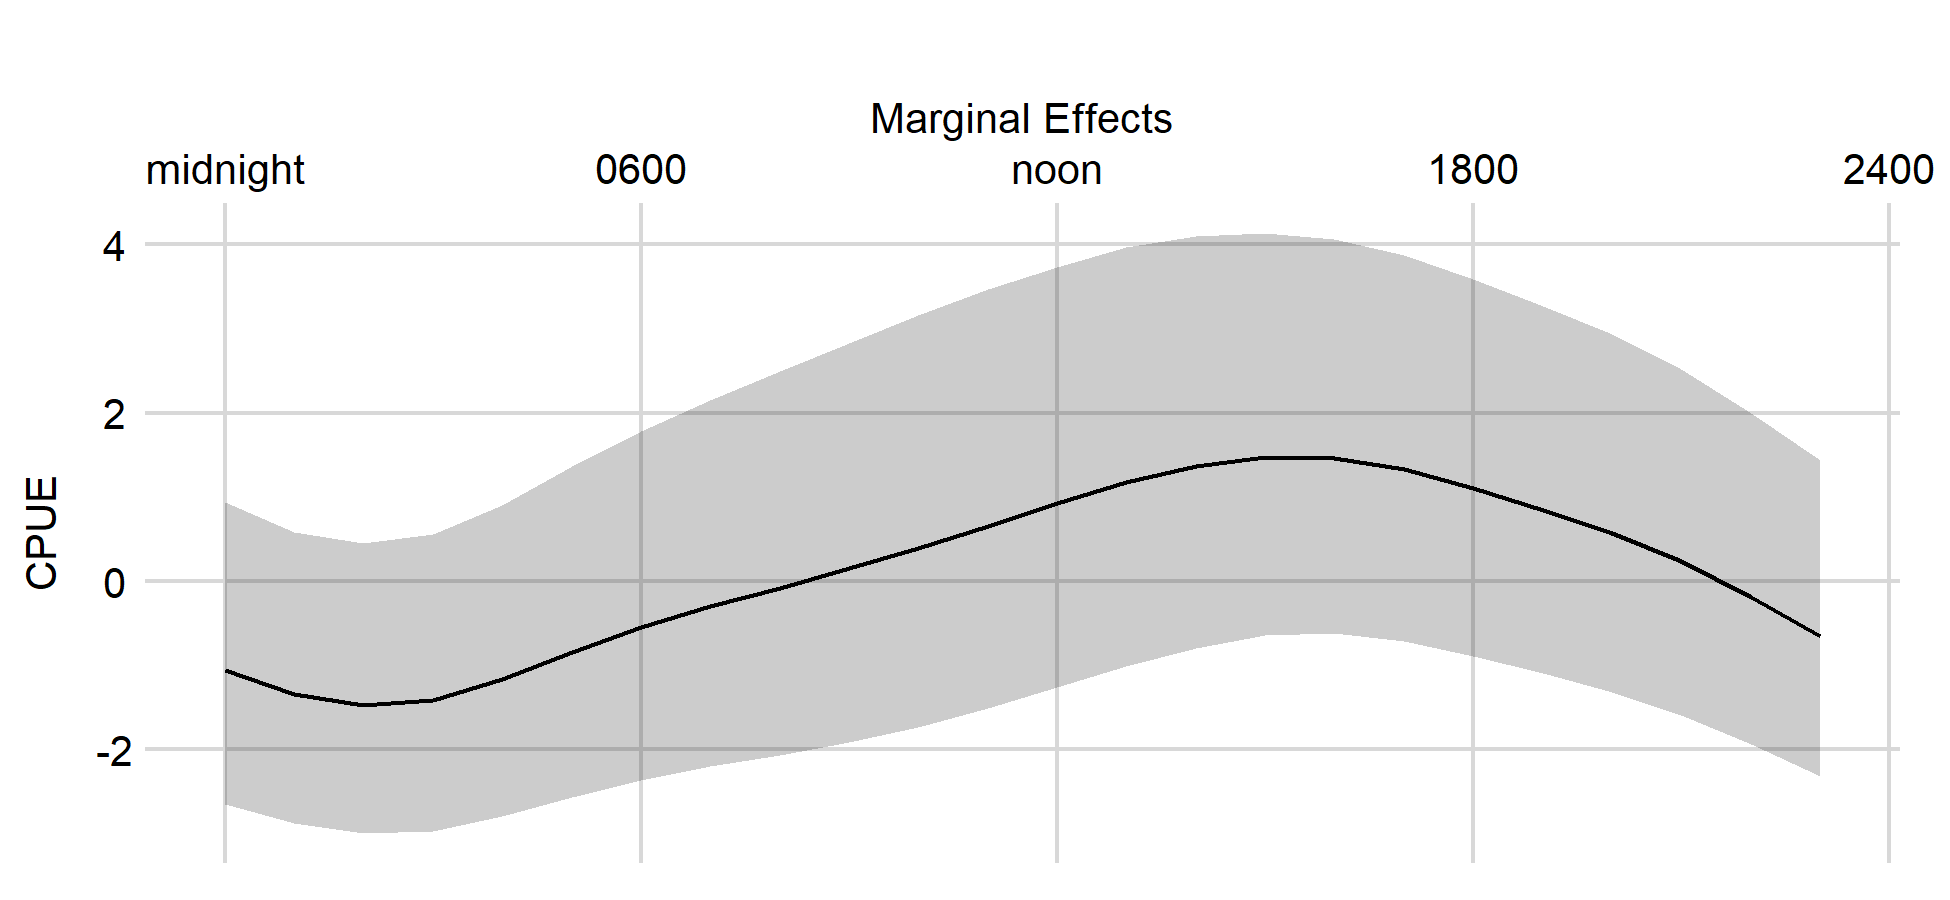 Marginal Effects
midnight 0600 noon 1800 2400
4
2
0
-2
CPUE